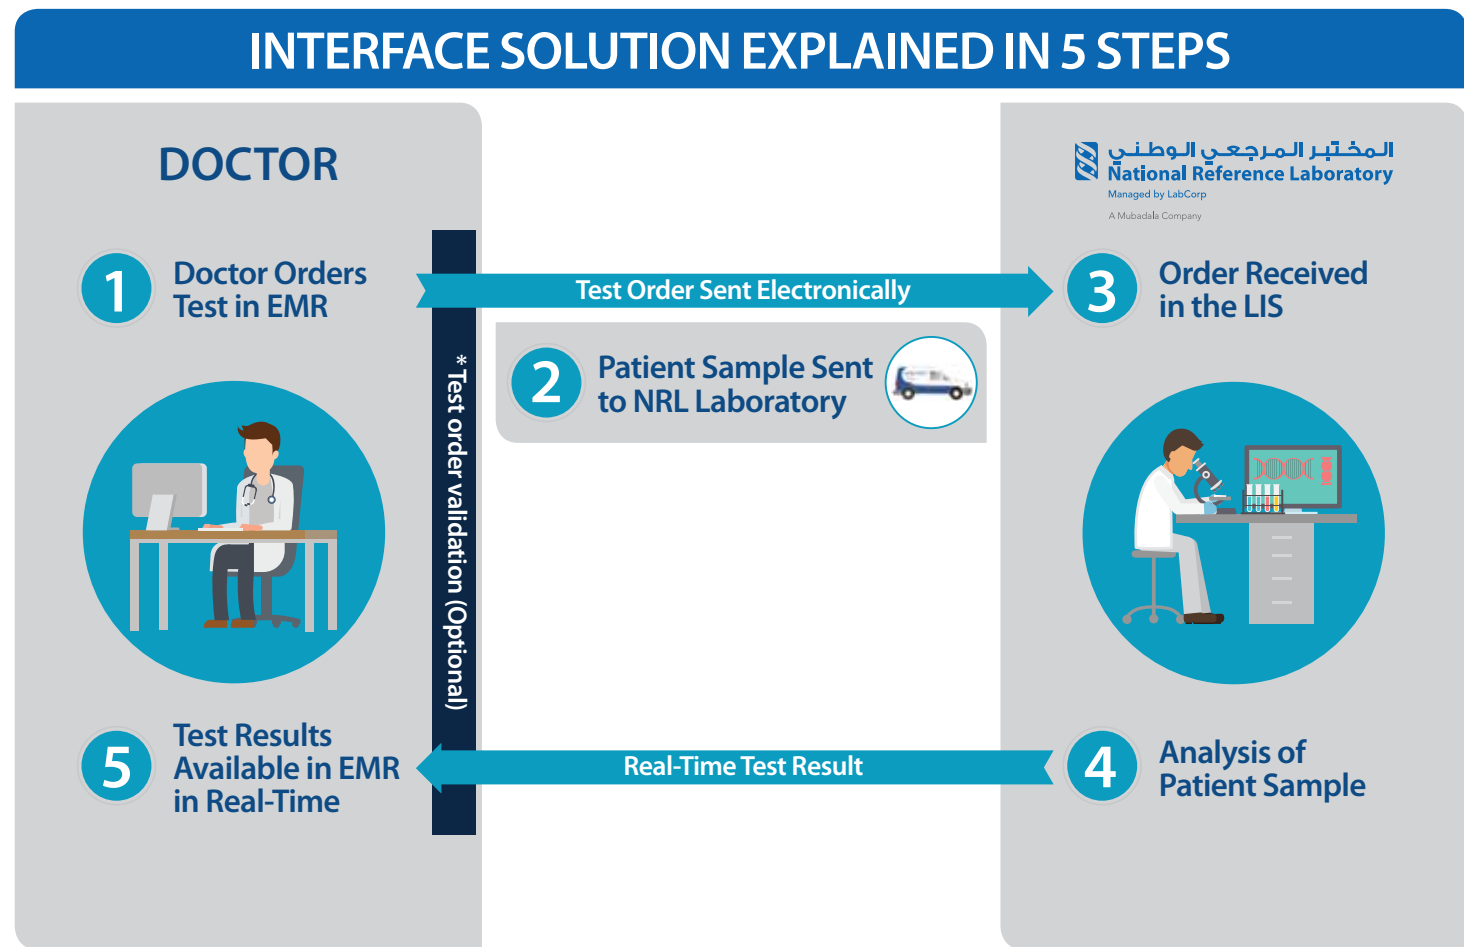 INTERFACE SOLUTION EXPLAINED IN 5 STEPS
DOCTOR
المختبر المرجعي الوطني
National Reference Laboratory
Managed by LabCorp
A Mubadala Company
1
Doctor Orders
Test in EMR
Test Order Sent Electronically
2
Patient Sample Sent
to NRL Laboratory
3
Order Received
in the LIS
* Test order validation (Optional)
4
Analysis of
Patient Sample
Real-Time Test Result
5
Test Results
Available in EMR
in Real-Time